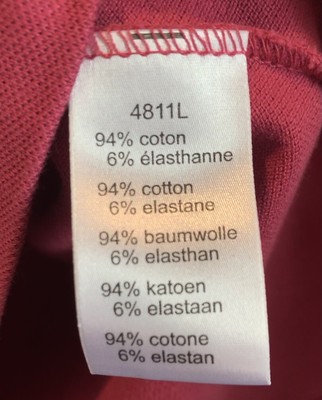 4811L
94% coton
6% élasthanne
94% cotton
6% elastane
94% baumwolle
6% elasthan
94% katoen
6% elastaan
94% cotone
6% elastan